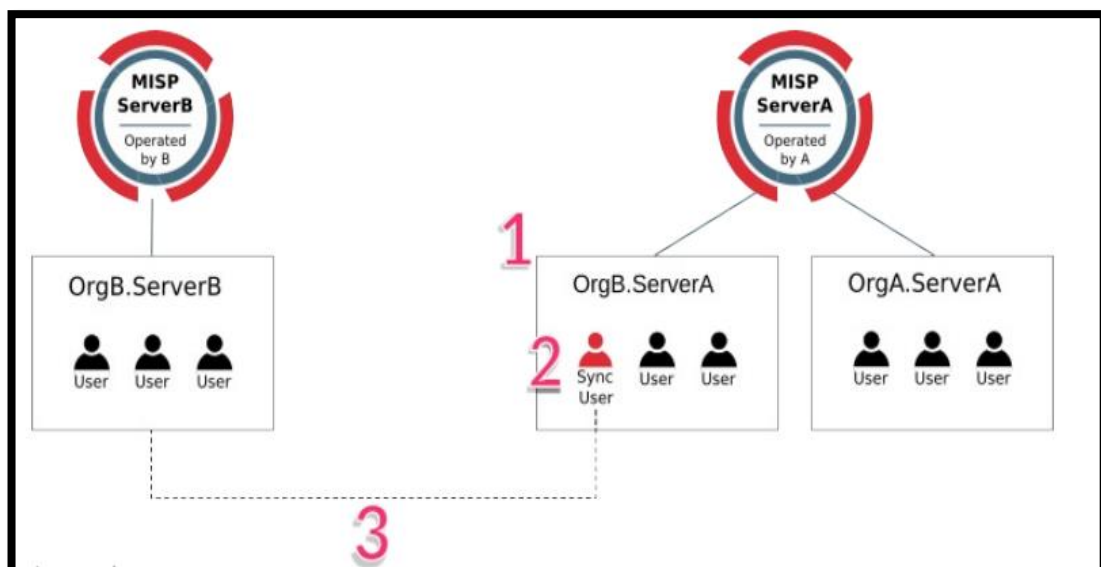 MISP
ServerB
Operated
by B
MISP
ServerA
Operated
by A
1
OrgB.ServerB
User User User
OrgB.ServerA
2
Sync
User
User User
OrgA.ServerA
User User User
3